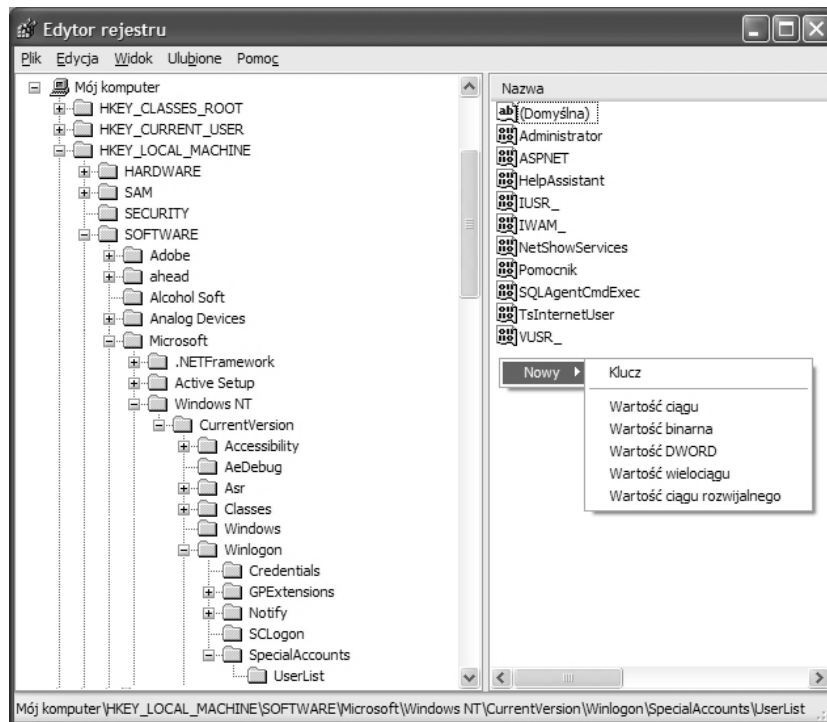 Edytor rejestru
Plik Edycja Widok Ulubione Pomoc
Mój komputer
HKEY_CLASSES_ROOT
HKEY_CURRENT_USER
HKEY_LOCAL_MACHINE
HARDWARE
SAM
SECURITY
SOFTWARE
Adobe
ahead
Alcohol Soft
Analog Devices
Microsoft
.NETFramework
Active Setup
Windows NT
CurrentVersion
Accessibility
AeDebug
Asr
Classes
Windows
Winlogon
Credentials
GPExtensions
Notify
SCLogon
SpecialAccounts
UserList
Nazwa
(Domyślna)
Administrator
ASPNET
HelpAssistant
IUSR_
IWAM_
NetShowServices
Pomocnik
SQLAgentCmdExec
TsInternetUser
VUSR_
Nowy
Klucz
Wartość ciągu
Wartość binarna
Wartość DWORD
Wartość wielociągu
Wartość ciągu rozwijalnego
Mój komputer\HKEY_LOCAL_MACHINE\SOFTWARE\Microsoft\Windows NT\CurrentVersion\Winlogon\SpecialAccounts\UserList